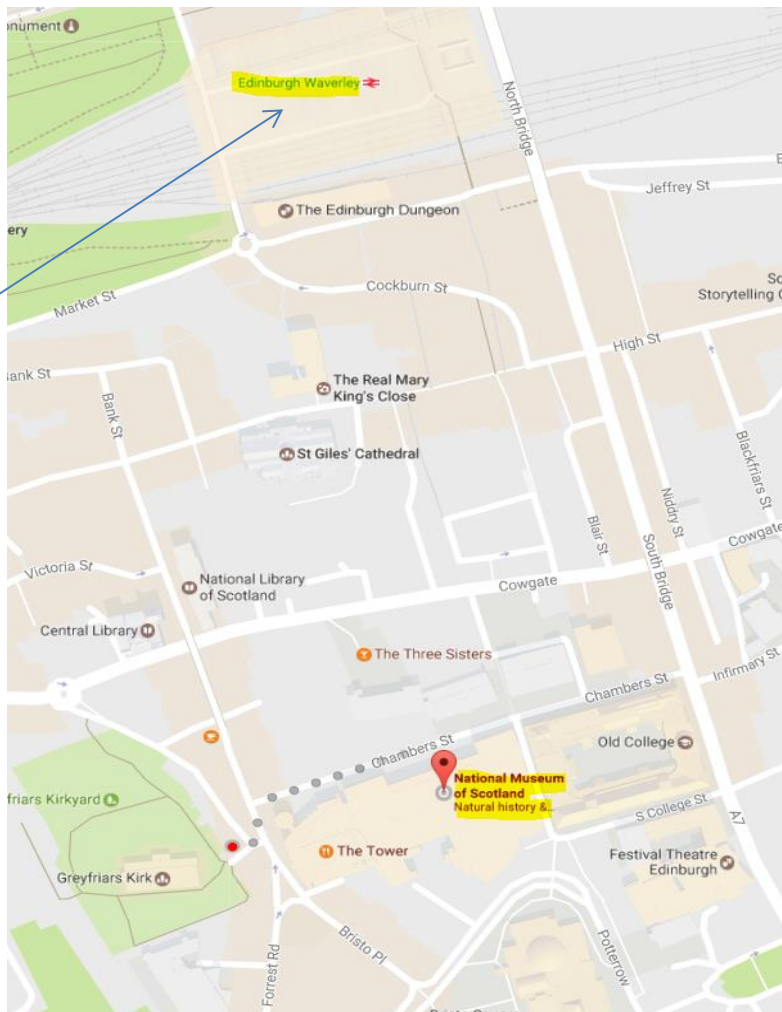 onument
Edinburgh Waverley
North Bridge
Jeffrey St
The Edinburgh Dungeon
ery
Market St
Cockburn St
Sc
Storytelling C
High St
Bank St
The Real Mary
King's Close
Bank St
St Giles' Cathedral
Blackfriars St
Niddry St
Blair St
South Bridge
Cowgate
Victoria St
National Library
of Scotland
Cowgate
Central Library
The Three Sisters
Infirmary St
Chambers St
Old College
Chambers St
National Museum
of Scotland
Natural history &...
friars Kirkyard
S College St
A7
The Tower
Festival Theatre
Edinburgh
Greyfriars Kirk
Bristo Pl
Potterrow
Forrest Rd